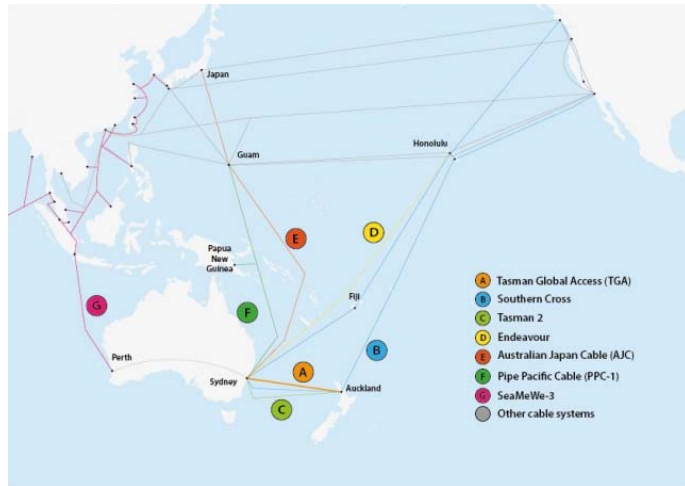 Japan
Guam
Honolulu
E
D
Papua
New
Guinea
F
Fiji
G
B
Perth
Sydney
A
Auckland
C
A Tasman Global Access (TGA)
B Southern Cross
C Tasman 2
D Endeavour
E Australian Japan Cable (AJC)
F Pipe Pacific Cable (PPC-1)
G SeaMeWe-3
Other cable systems